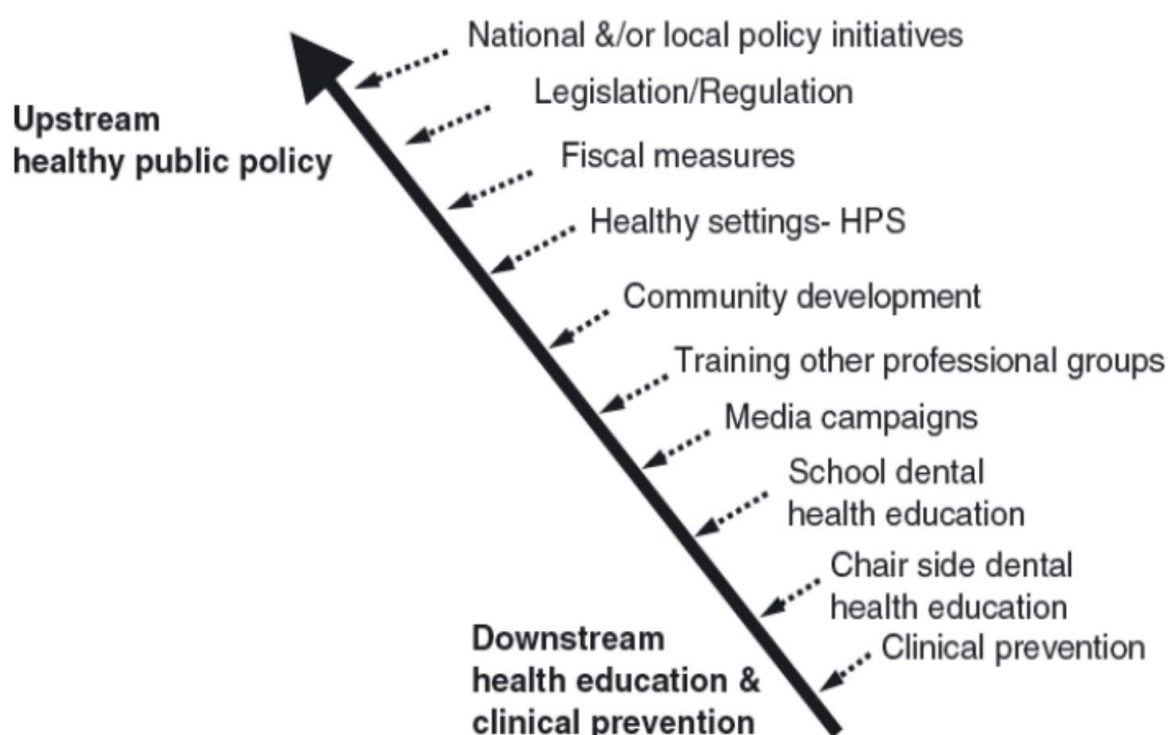 National &/or local policy initiatives
Legislation/Regulation
Upstream
healthy public policy
Fiscal measures
Healthy settings- HPS
Community development
Training other professional groups
Media campaigns
School dental
health education
Chair side dental
health education
Clinical prevention
Downstream
health education &
clinical prevention